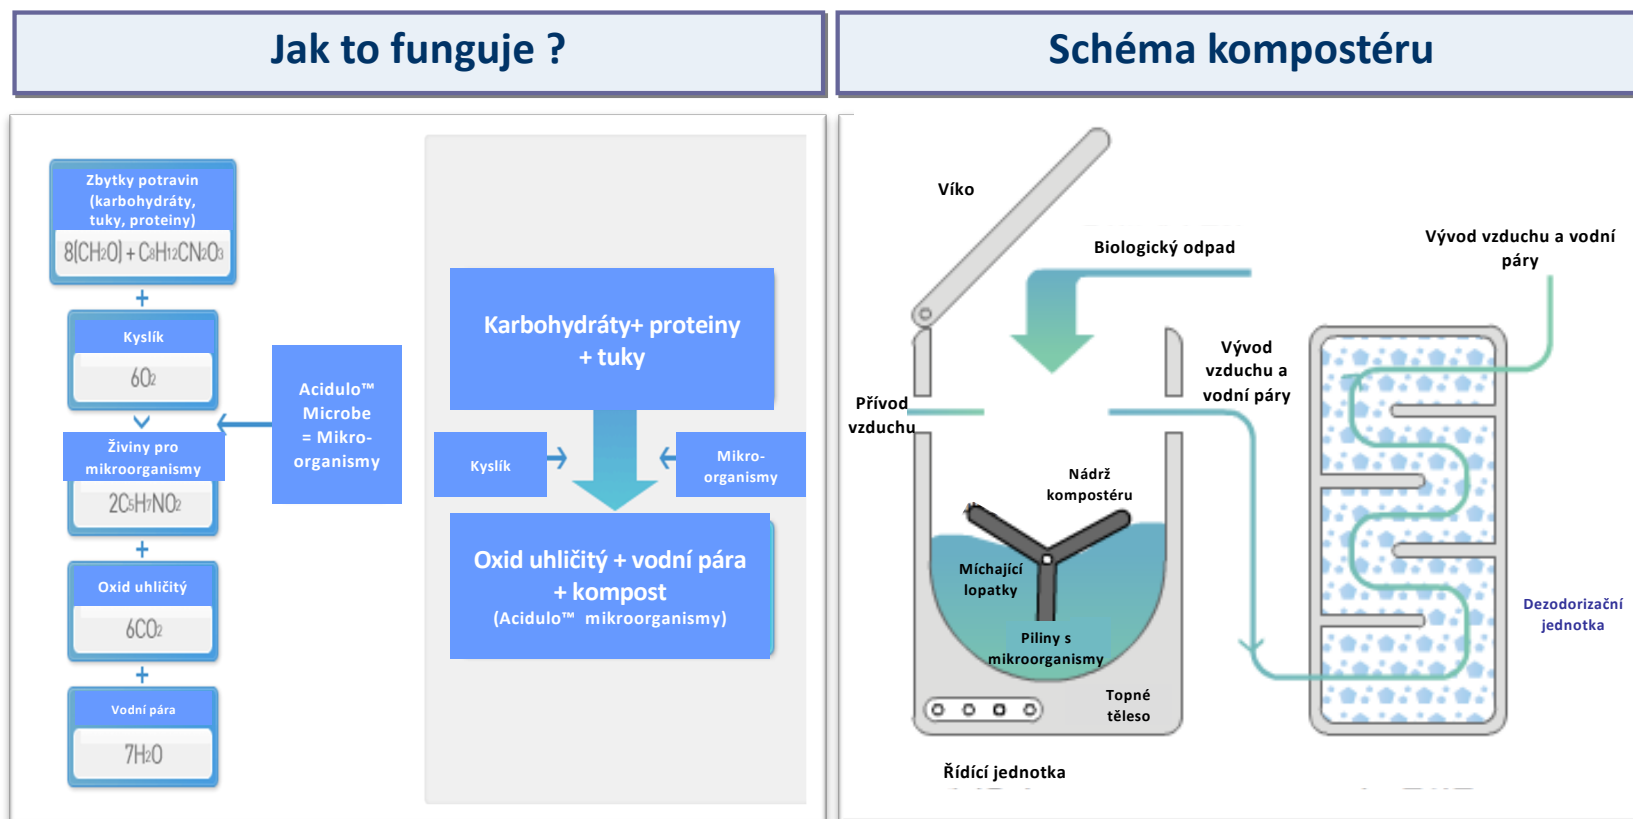 Jak to funguje ?
Zbytky potravin
(karbohydráty,
tuky, proteiny)
8(CH2O) + C8H12CN2O3
+
Kyslík
6O2
Živiny pro
mikroorganismy
2C5H7NO2
+
Oxid uhličitý
6CO2
+
Vodní pára
7H2O
Acidulo™
Microbe
= Mikro-
organismy
Karbohydráty+ proteiny
+ tuky
Kyslík
Mikro-
organismy
Oxid uhličitý + vodní pára
+ kompost
(Acidulo™ mikroorganismy)
Schéma kompostéru
Víko
Biologický odpad
Vývod vzduchu a vodní
páry
Přívod
vzduchu
Vývod
vzduchu a
vodní páry
Nádrž
kompostéru
Míchající
lopatky
Piliny s
mikroorganismy
Topné
těleso
Řídící jednotka
Dezodorizační
jednotka